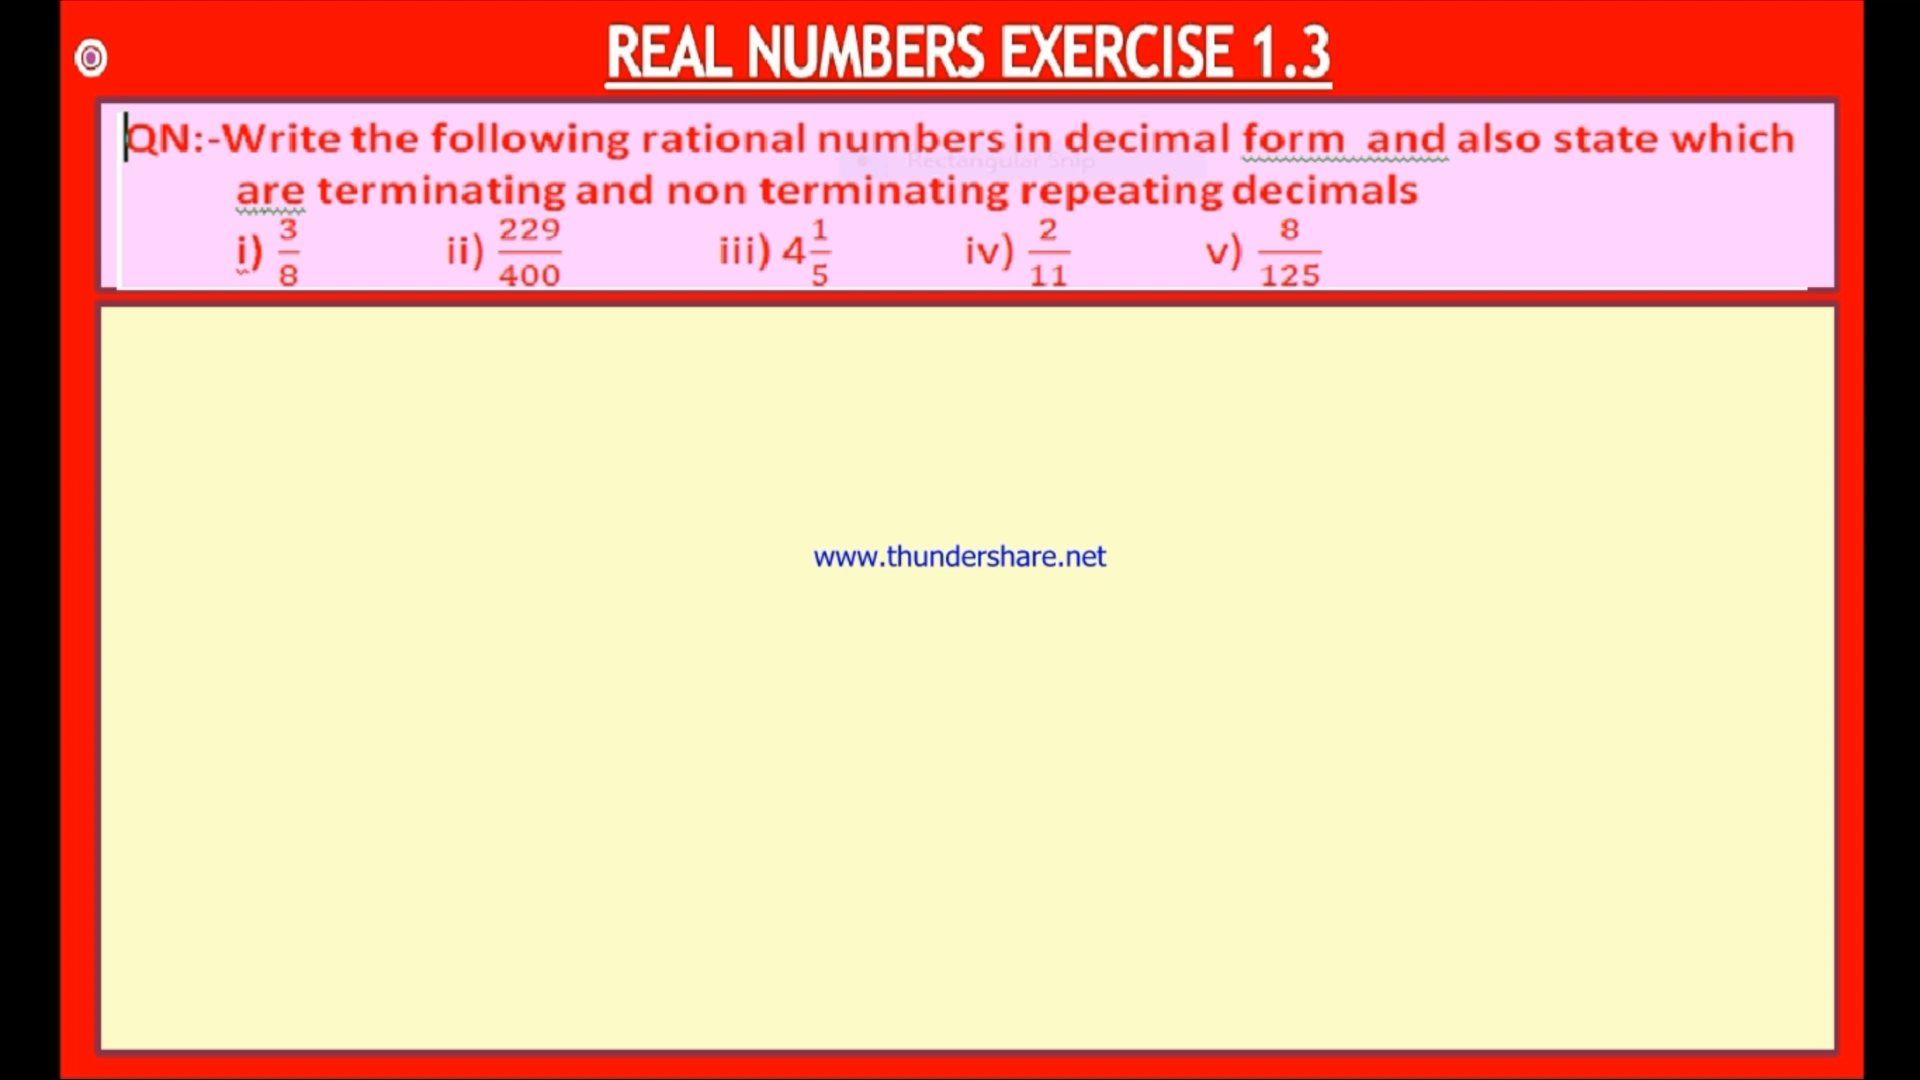 REAL NUMBERS EXERCISE 1.3
QN:-Write the following rational numbers in decimal form and also state which
Rectangular Snip
are terminating and non terminating repeating decimals
i) 3/8 ii) 229/400 iii) 4 1/5 iv) 2/11 v) 8/125
www.thundershare.net